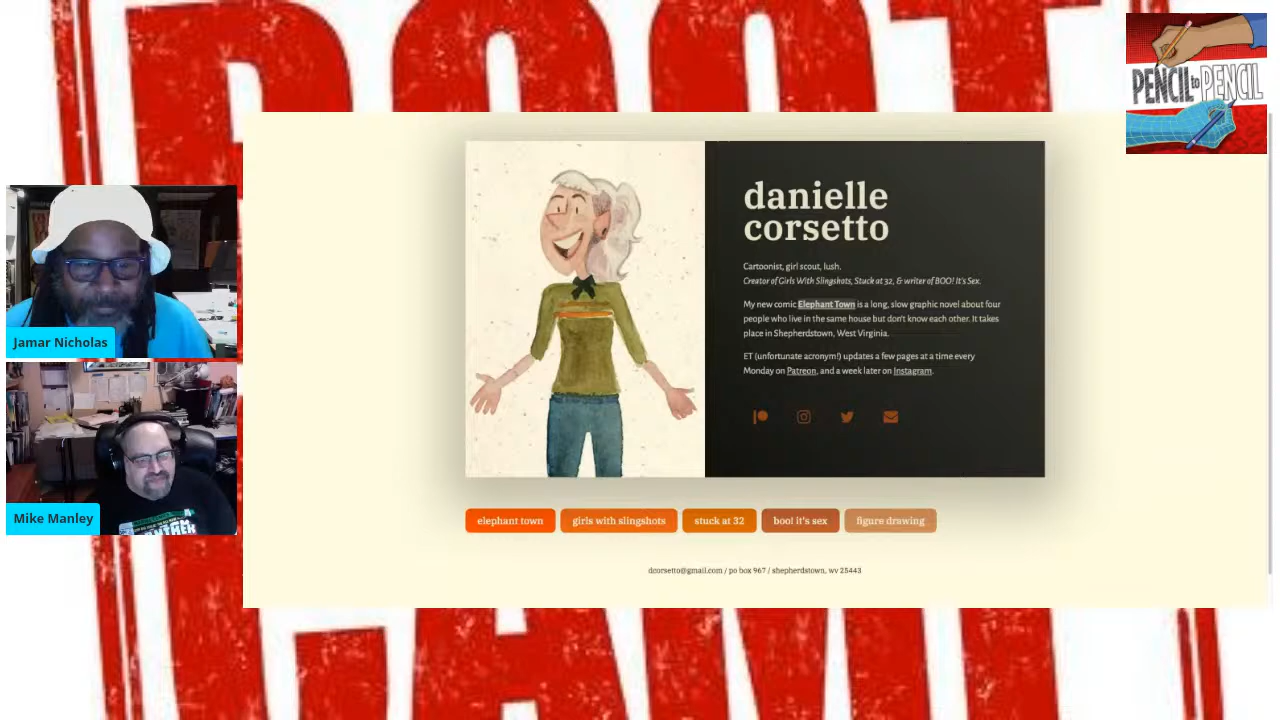 BOOT
CAMP
PENCIL to PENCIL
Jamar Nicholas
Mike Manley
danielle
corsetto
Cartoonist, girl scout, lush.
Creator of Girls With Slingshots, Stuck at 32, & writer of BOO! It's Sex.
My new comic Elephant Town is a long, slow graphic novel about four
people who live in the same house but don't know each other. It takes
place in Shepherdstown, West Virginia.
ET (unfortunate acronym!) updates a few pages at a time every
Monday on Patreon, and a week later on Instagram.
elephant town
girls with slingshots
stuck at 32
boo! it's sex
figure drawing
dcorsetto@gmail.com / po box 967 / shepherdstown, wv 25443